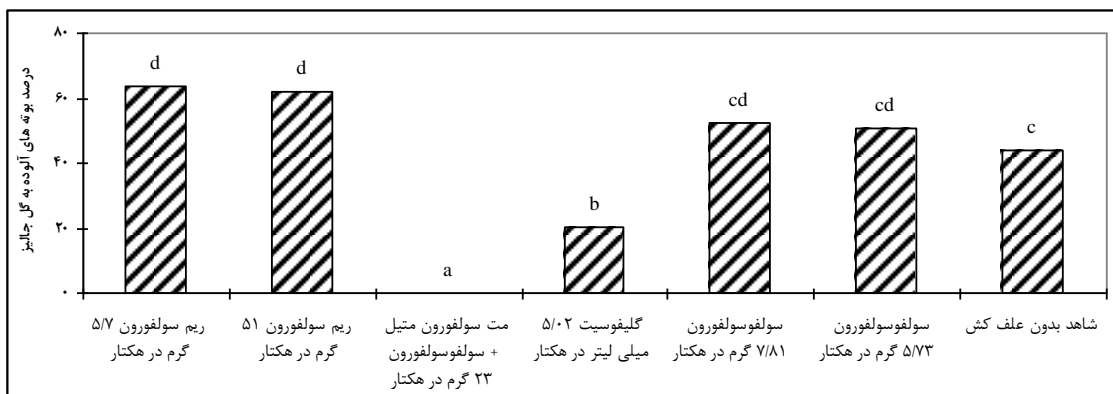 درصد بوته های آلوده به گل جالیز
۸۰
۶۰
۴۰
۲۰
۰
d
d
a
b
cd
cd
c
ریم سولفورون ۵/۷
گرم در هکتار
ریم سولفورون ۵۱
گرم در هکتار
مت سولفورون متیل
+ سولفوسولفورون
۲۳ گرم در هکتار
گلیفوسیت ۵/۰۲
میلی لیتر در هکتار
سولفوسولفورون
۷/۸۱ گرم در هکتار
سولفوسولفورون
۵/۷۳ گرم در هکتار
شاهد بدون علف کش